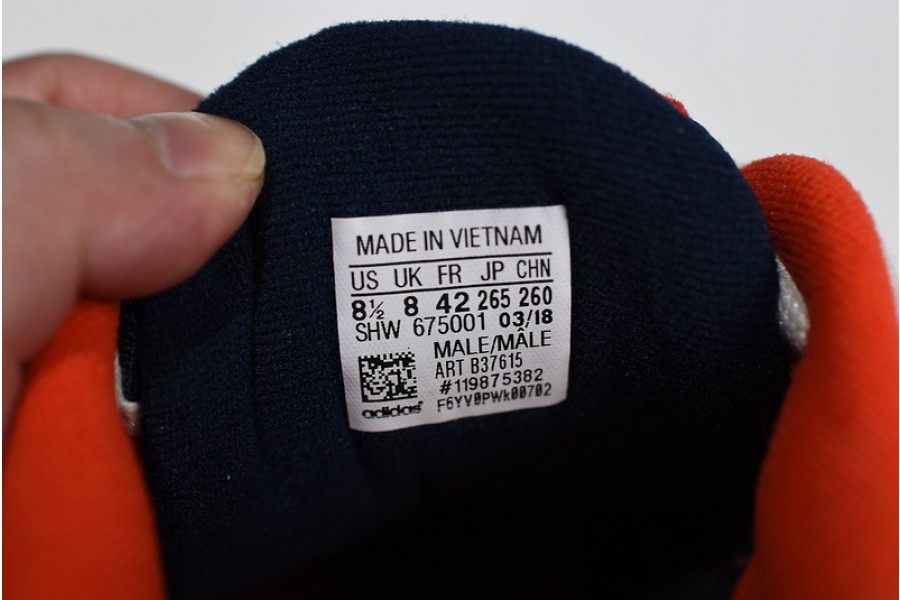 MADE IN VIETNAM
US UK FR JP CHN
8½ 8 42 265 260
SHW 675001 03/18
MALE/MÂLE
ART B37615
#119875382
F6YV0PWk00702
adidas